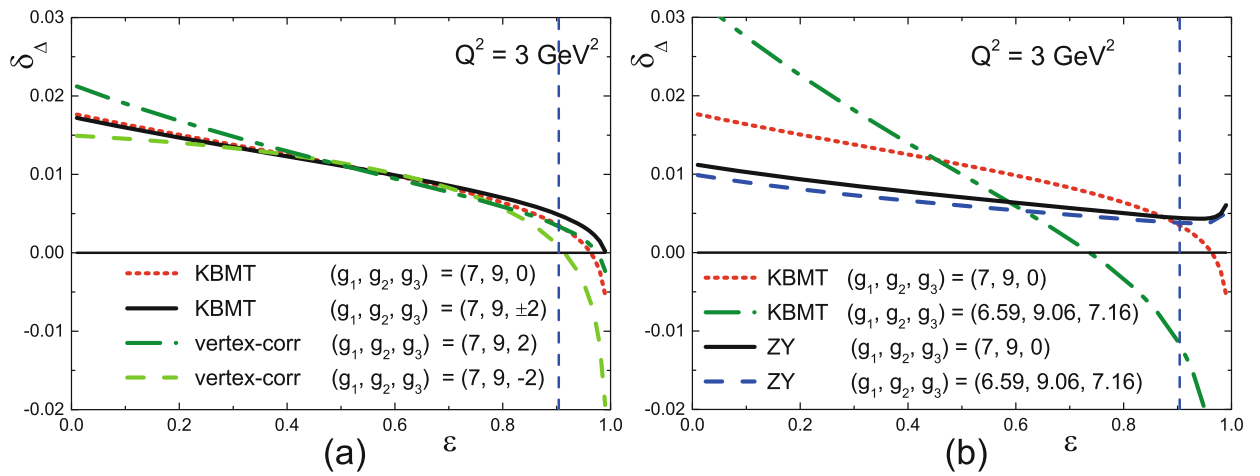 0.03
0.02
0.01
0.00
-0.01
-0.02
δ_Δ
Q² = 3 GeV²
KBMT (g₁, g₂, g₃) = (7, 9, 0)
KBMT (g₁, g₂, g₃) = (7, 9, ±2)
vertex-corr (g₁, g₂, g₃) = (7, 9, 2)
vertex-corr (g₁, g₂, g₃) = (7, 9, -2)
0.0 0.2 0.4 0.6 0.8 1.0
ε
(a)
0.03
0.02
0.01
0.00
-0.01
-0.02
δ_Δ
Q² = 3 GeV²
KBMT (g₁, g₂, g₃) = (7, 9, 0)
KBMT (g₁, g₂, g₃) = (6.59, 9.06, 7.16)
ZY (g₁, g₂, g₃) = (7, 9, 0)
ZY (g₁, g₂, g₃) = (6.59, 9.06, 7.16)
0.0 0.2 0.4 0.6 0.8 1.0
ε
(b)